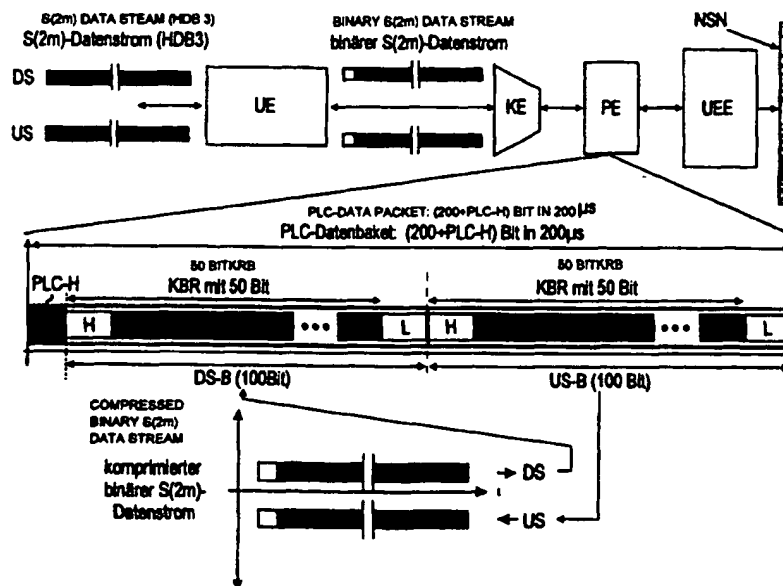 S(2m) DATA STEAM (HDB 3)
S(2m)-Datenstrom (HDB3)
BINARY S(2m) DATA STREAM
binärer S(2m)-Datenstrom
NSN
DS
US
UE
KE
PE
UEE
PLC-DATA PACKET: (200+PLC-H) BIT IN 200µS
PLC-Datenbaket: (200+PLC-H) Bit in 200µs
PLC-H
50 BITKRB
KBR mit 50 Bit
50 BITKRB
KBR mit 50 Bit
H
•••
L
H
•••
L
DS-B (100Bit)
US-B (100 Bit)
COMPRESSED
BINARY S(2m)
DATA STREAM
komprimierter
binärer S(2m)-
Datenstrom
DS
t
US